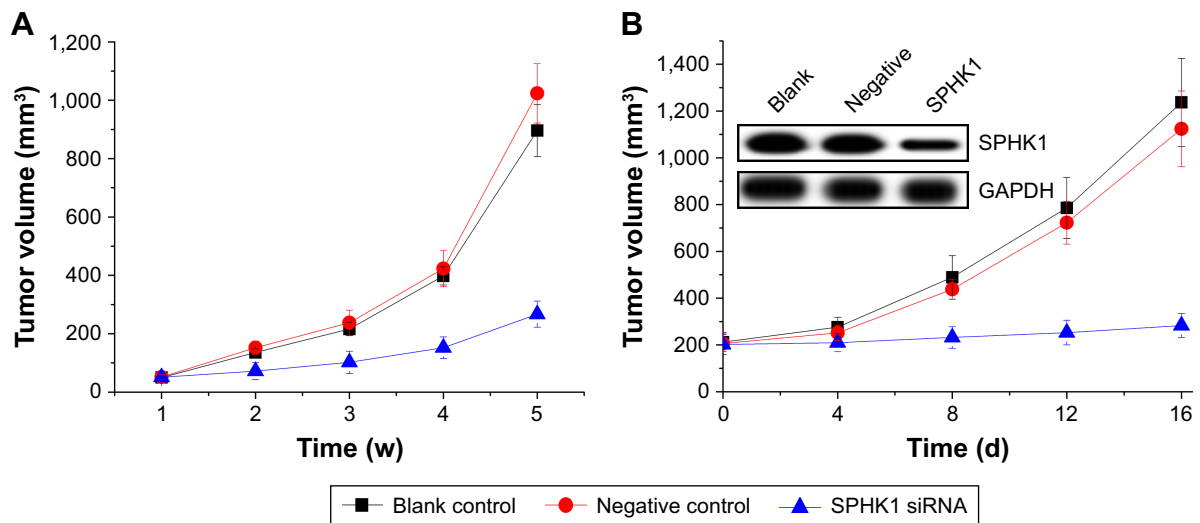 A
Tumor volume (mm³)
1,200
1,000
800
600
400
200
0
1 2 3 4 5
Time (w)
B
Tumor volume (mm³)
1,400
1,200
1,000
800
600
400
200
0
Blank Negative SPHK1
SPHK1
GAPDH
0 4 8 12 16
Time (d)
Blank control Negative control SPHK1 siRNA